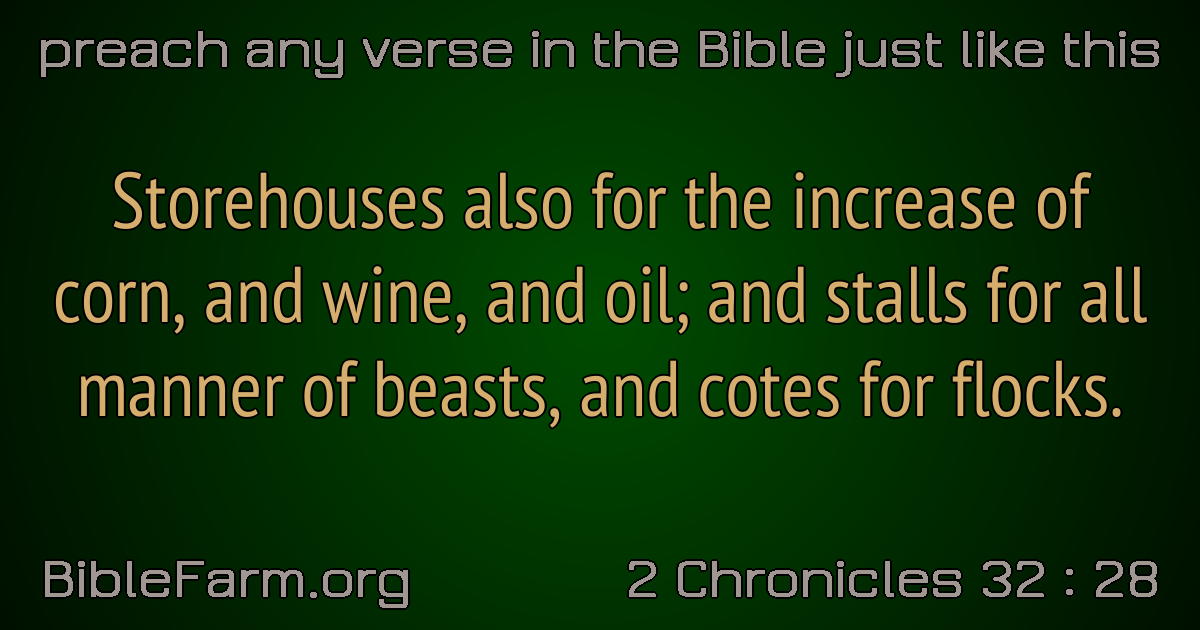 preach any verse in the Bible just like this
Storehouses also for the increase of
corn, and wine, and oil; and stalls for all
manner of beasts, and cotes for flocks.
BibleFarm.org
2 Chronicles 32 : 28